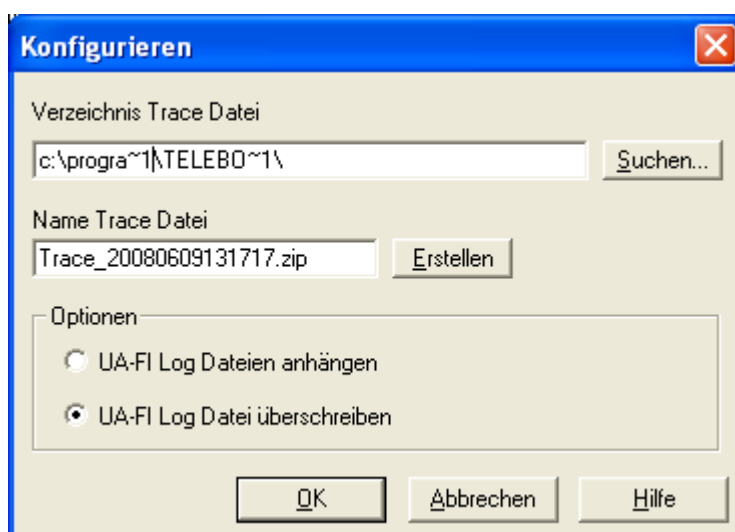 Konfigurieren
Verzeichnis Trace Datei
c:\progra~1\TELEBO~1\
Suchen...
Name Trace Datei
Trace_20080609131717.zip
Erstellen
Optionen
UA-FI Log Dateien anhängen
UA-FI Log Datei überschreiben
OK Abbrechen Hilfe